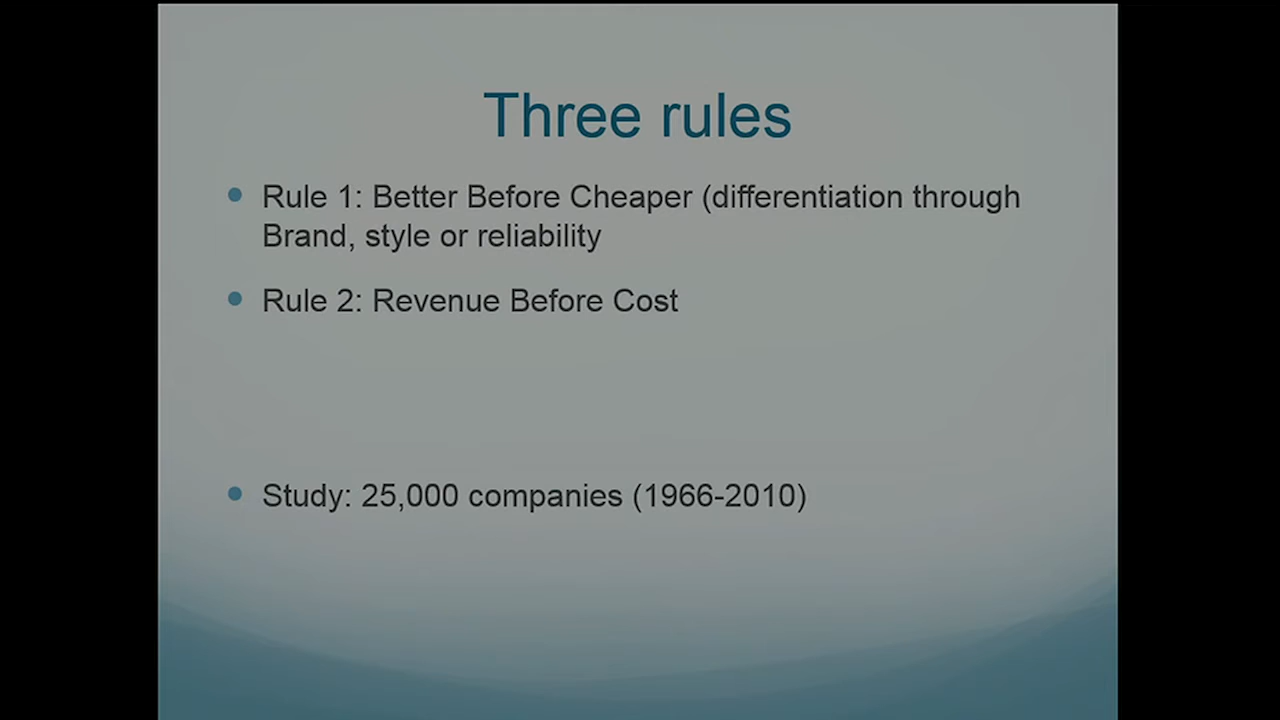 Three rules
Rule 1: Better Before Cheaper (differentiation through
Brand, style or reliability
Rule 2: Revenue Before Cost
Study: 25,000 companies (1966-2010)